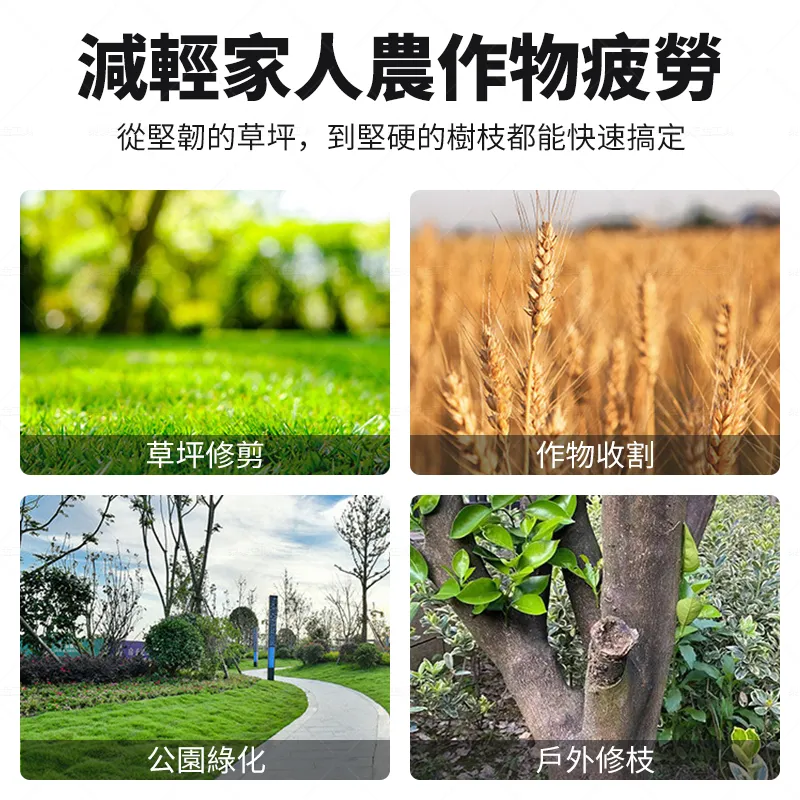 減輕家人農作物疲勞
從堅韌的草坪，到堅硬的樹枝都能快速搞定
草坪修剪
作物收割
公園綠化
戶外修枝